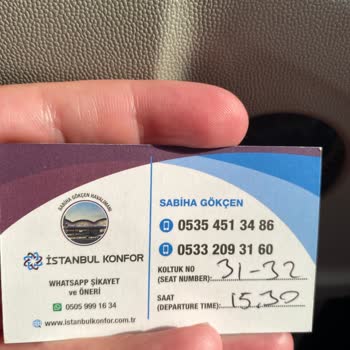 SABİHA GÖKÇEN HAVALİMANI
İSTANBUL KONFOR
WHATSAPP ŞİKAYET
ve ÖNERİ
0505 999 16 34
www.istanbulkonfor.com.tr
SABİHA GÖKÇEN
0535 451 34 86
0533 209 31 60
KOLTUK NO
(SEAT NUMBER): 31-32
SAAT
(DEPARTURE TIME): 15.30